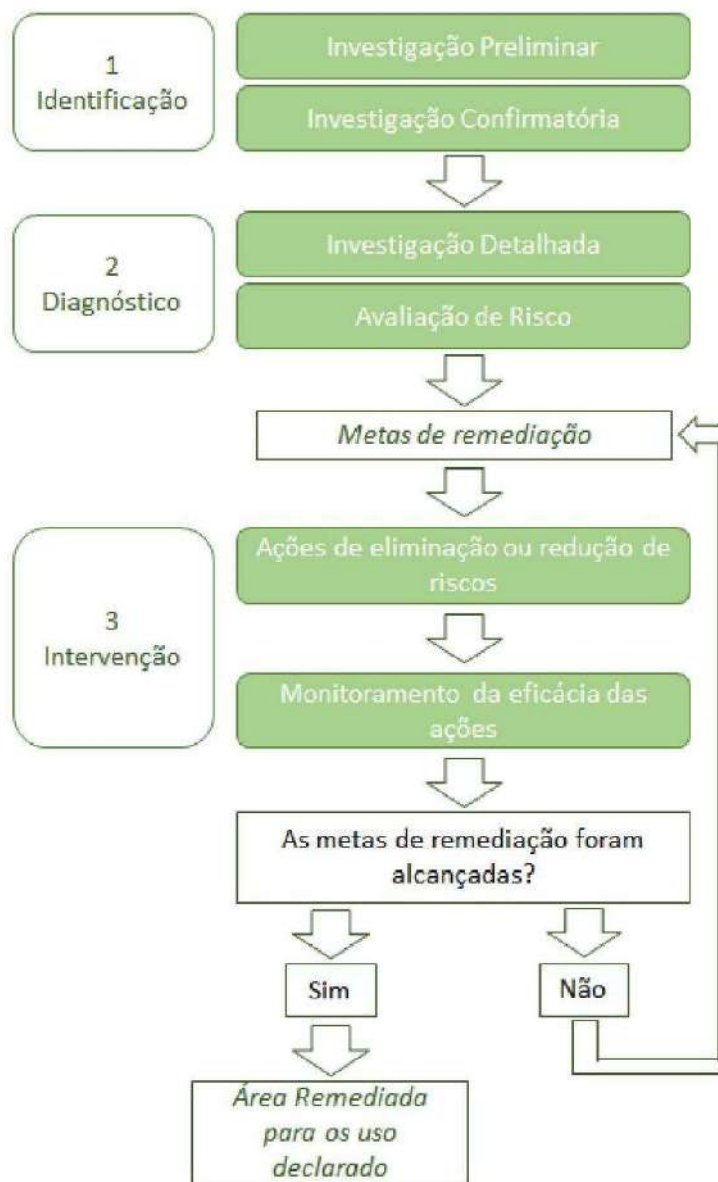 1
Identificação
Investigação Preliminar
Investigação Confirmatória
2
Diagnóstico
Investigação Detalhada
Avaliação de Risco
Metas de remediação
3
Intervenção
Ações de eliminação ou redução de
riscos
Monitoramento da eficácia das
ações
As metas de remediação foram
alcançadas?
Sim
Não
Área Remediada
para os uso
declarado